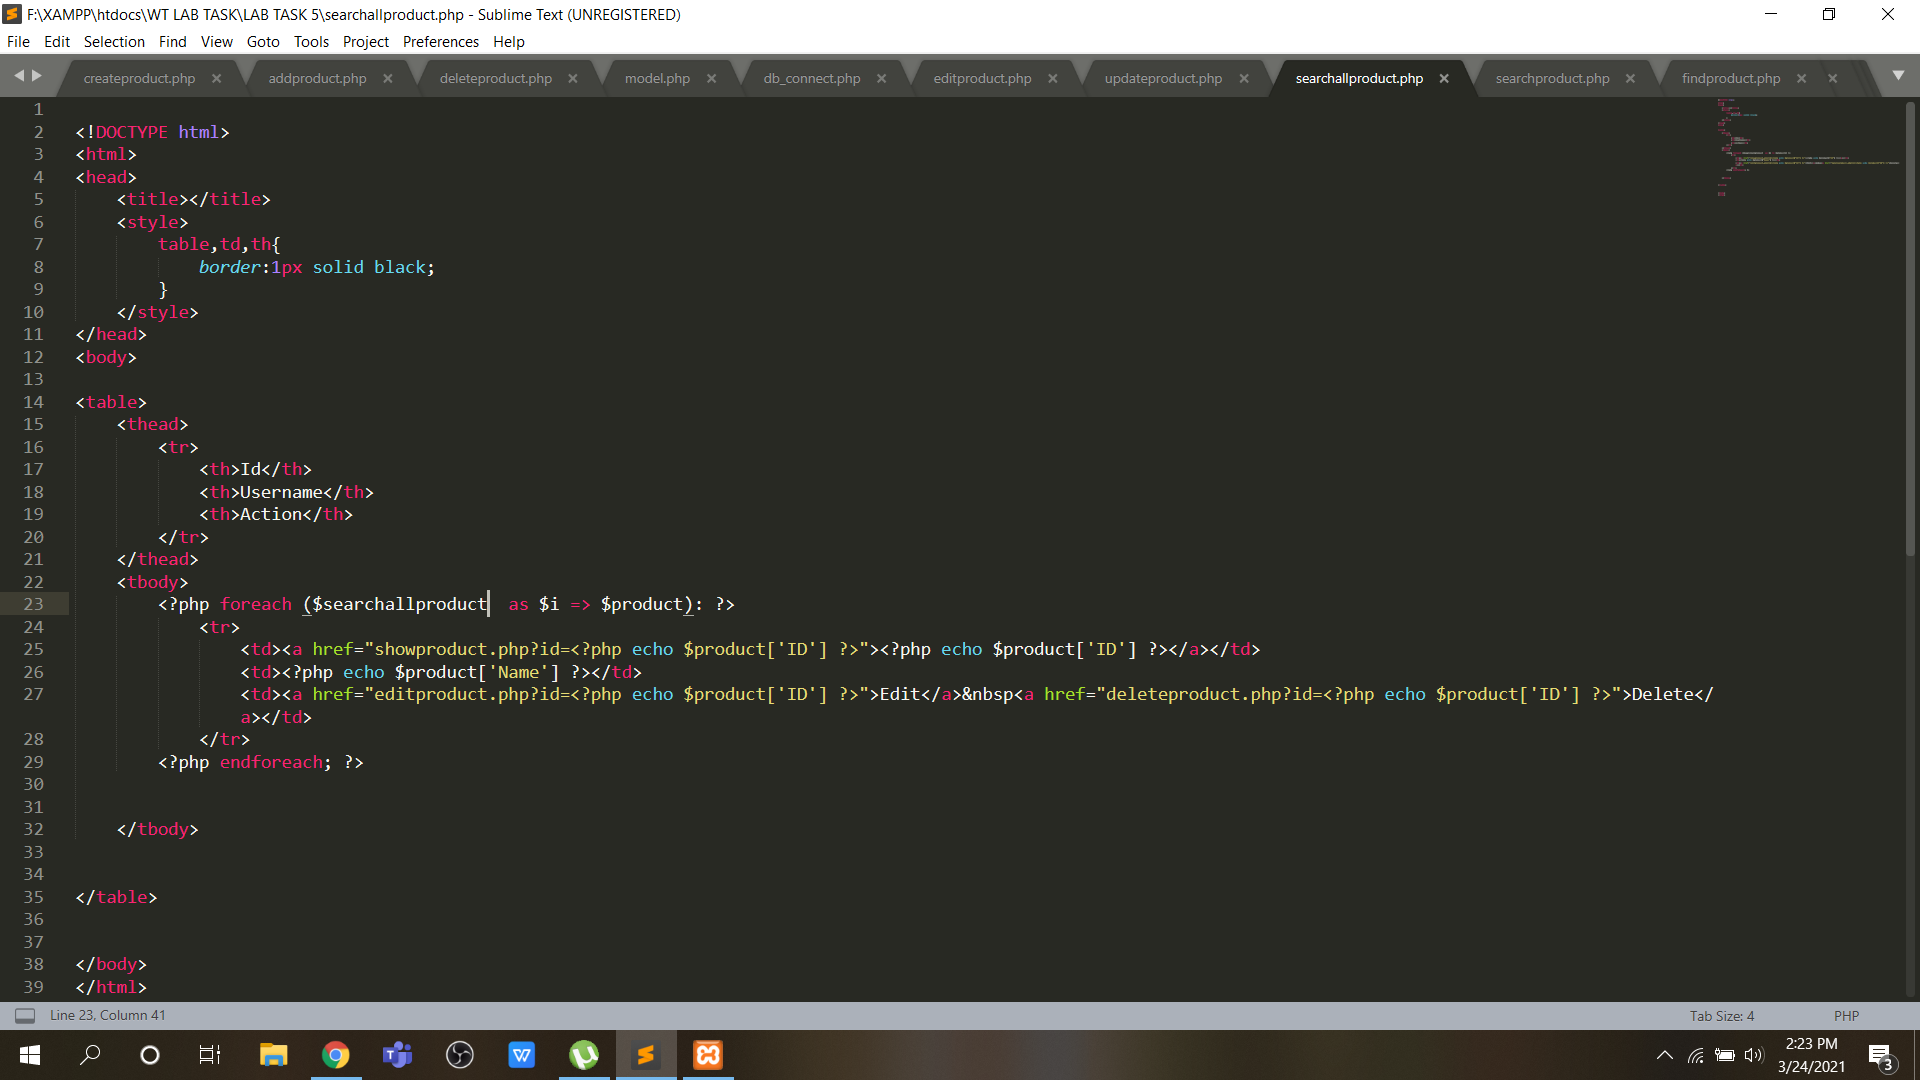 F:\XAMPP\htdocs\WT LAB TASK\LAB TASK 5\searchallproduct.php - Sublime Text (UNREGISTERED)
File Edit Selection Find View Goto Tools Project Preferences Help
createproduct.php addproduct.php deleteproduct.php model.php db_connect.php editproduct.php updateproduct.php searchallproduct.php searchproduct.php findproduct.php
1
2 <!DOCTYPE html>
3 <html>
4 <head>
5 <title></title>
6 <style>
7 table,td,th{
8 border:1px solid black;
9 }
10 </style>
11 </head>
12 <body>
13
14 <table>
15 <thead>
16 <tr>
17 <th>Id</th>
18 <th>Username</th>
19 <th>Action</th>
20 </tr>
21 </thead>
22 <tbody>
23 <?php foreach ($searchallproduct  as $i => $product): ?>
24 <tr>
25 <td><a href="showproduct.php?id=<?php echo $product['ID'] ?>"><?php echo $product['ID'] ?></a></td>
26 <td><?php echo $product['Name'] ?></td>
27 <td><a href="editproduct.php?id=<?php echo $product['ID'] ?>">Edit</a>&nbsp<a href="deleteproduct.php?id=<?php echo $product['ID'] ?>">Delete</
a></td>
28 </tr>
29 <?php endforeach; ?>
30
31
32 </tbody>
33
34
35 </table>
36
37
38 </body>
39 </html>
Line 23, Column 41 Tab Size: 4 PHP
2:23 PM
3/24/2021
3